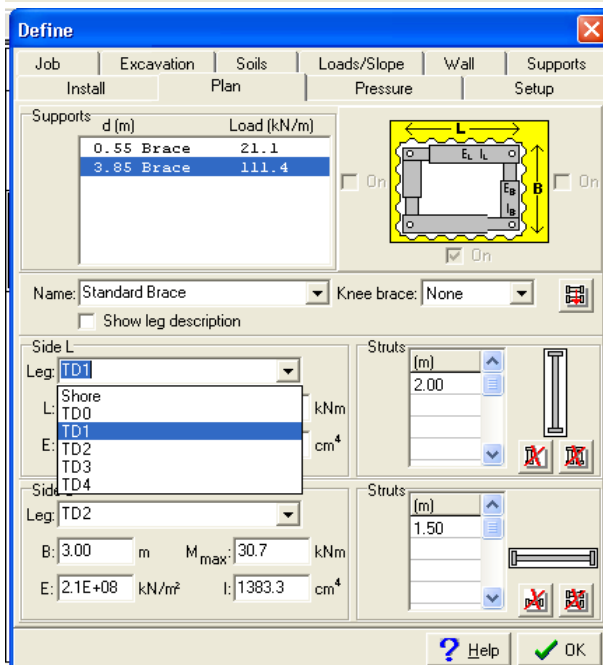 Define
Job Excavation Soils Loads/Slope Wall Supports
Install Plan Pressure Setup
Supports
d (m) Load (kN/m)
0.55 Brace 21.1
3.85 Brace 111.4
L
EL IL
EB
IB
B
On
On
On
Name: Standard Brace Knee brace: None
Show leg description
Side L
Leg: TD1
Shore
TD0
TD1
TD2
TD3
TD4
L: kNm
E: cm⁴
Struts
(m)
2.00
Side
Leg: TD2
B: 3.00 m Mmax: 30.7 kNm
E: 2.1E+08 kN/m² I: 1383.3 cm⁴
Struts
(m)
1.50
? Help OK